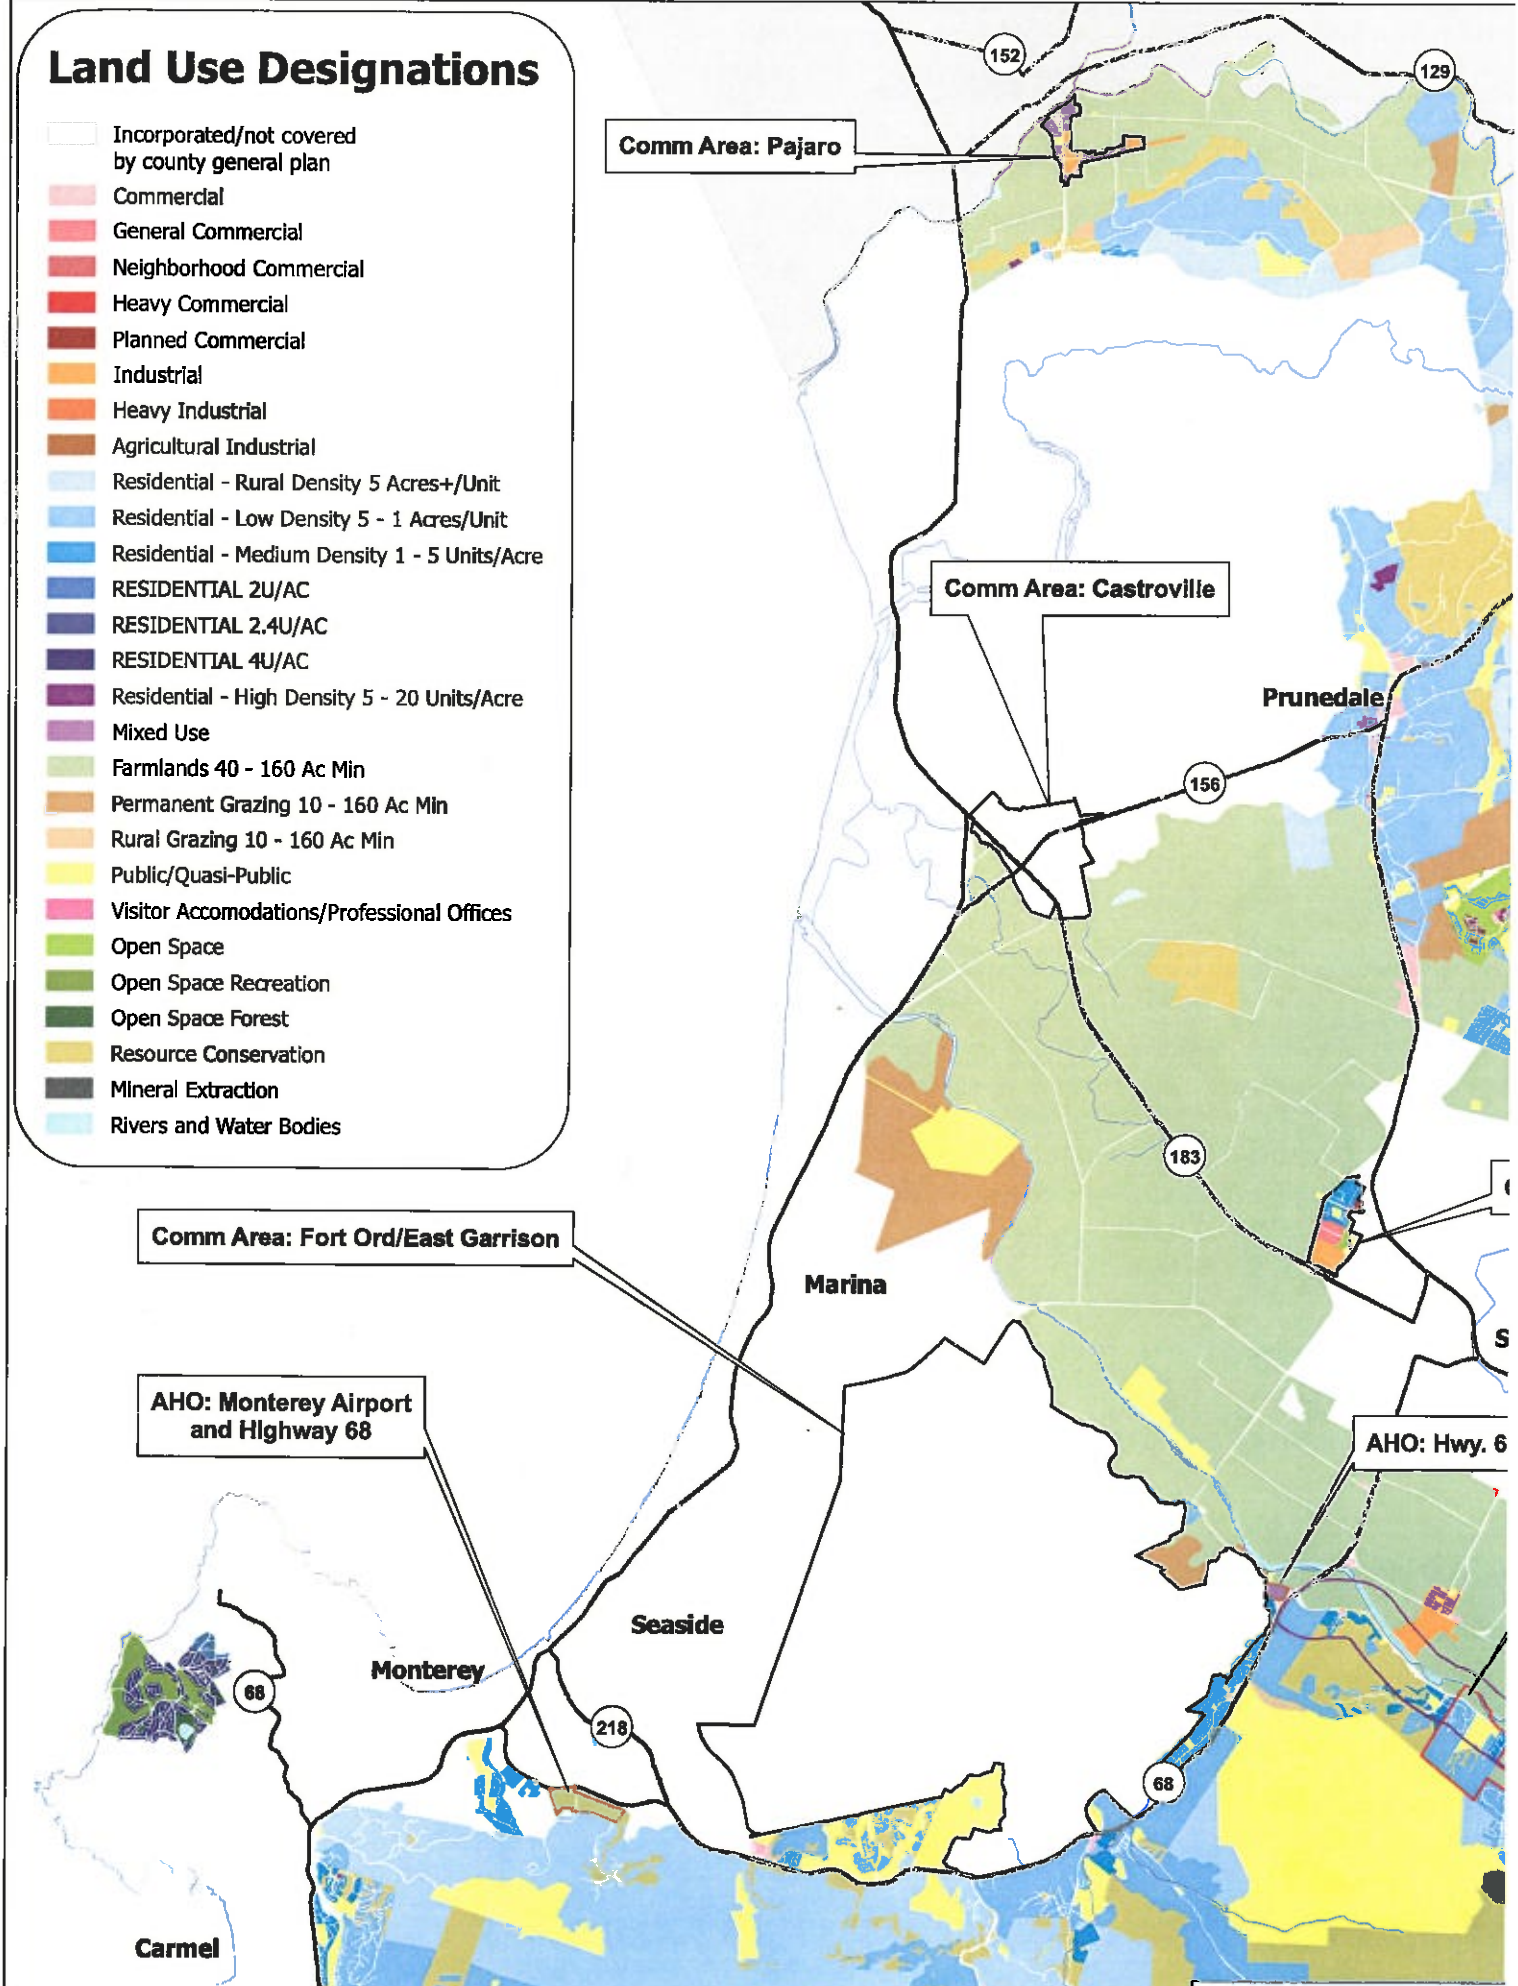 Land Use Designations
Incorporated/not covered
by county general plan
Commercial
General Commercial
Neighborhood Commercial
Heavy Commercial
Planned Commercial
Industrial
Heavy Industrial
Agricultural Industrial
Residential - Rural Density 5 Acres+/Unit
Residential - Low Density 5 - 1 Acres/Unit
Residential - Medium Density 1 - 5 Units/Acre
RESIDENTIAL 2U/AC
RESIDENTIAL 2.4U/AC
RESIDENTIAL 4U/AC
Residential - High Density 5 - 20 Units/Acre
Mixed Use
Farmlands 40 - 160 Ac Min
Permanent Grazing 10 - 160 Ac Min
Rural Grazing 10 - 160 Ac Min
Public/Quasi-Public
Visitor Accomodations/Professional Offices
Open Space
Open Space Recreation
Open Space Forest
Resource Conservation
Mineral Extraction
Rivers and Water Bodies
152
129
Comm Area: Pajaro
Comm Area: Castroville
Prunedale
156
183
Comm Area: Fort Ord/East Garrison
Marina
S
AHO: Monterey Airport
and Highway 68
AHO: Hwy. 6
Seaside
Monterey
68
218
68
Carmel